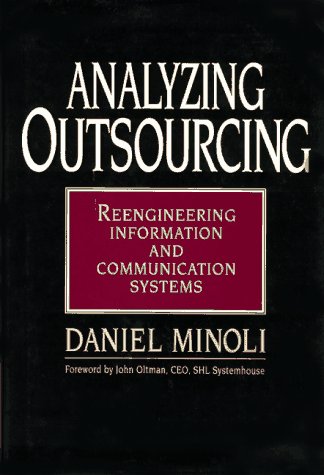 ANALYZING
OUTSOURCING
REENGINEERING
INFORMATION
AND
COMMUNICATION
SYSTEMS
DANIEL MINOLI
Foreword by John Oltman, CEO, SHL Systemhouse